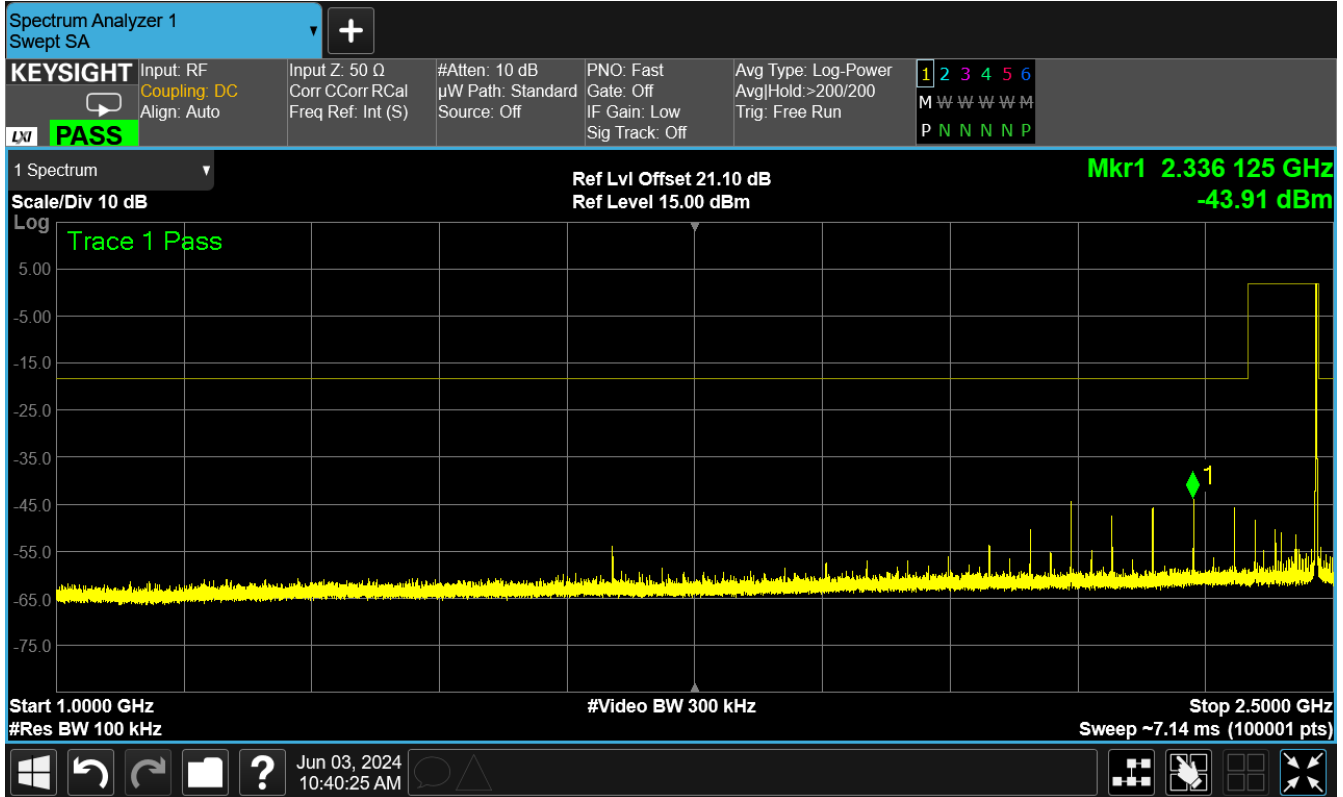 Spectrum Analyzer 1
Swept SA
KEYSIGHT
LXI PASS
Input: RF
Coupling: DC
Align: Auto
Input Z: 50 Ω
Corr CCorr RCal
Freq Ref: Int (S)
#Atten: 10 dB
µW Path: Standard
Source: Off
PNO: Fast
Gate: Off
IF Gain: Low
Sig Track: Off
Avg Type: Log-Power
Avg|Hold:>200/200
Trig: Free Run
1 2 3 4 5 6
M W W W W M
P N N N N P
1 Spectrum
Scale/Div 10 dB
Ref Lvl Offset 21.10 dB
Ref Level 15.00 dBm
Mkr1 2.336 125 GHz
-43.91 dBm
Log
Trace 1 Pass
5.00
-5.00
-15.0
-25.0
-35.0
1
-45.0
-55.0
-65.0
-75.0
Start 1.0000 GHz
#Video BW 300 kHz
Stop 2.5000 GHz
#Res BW 100 kHz
Sweep ~7.14 ms (100001 pts)
?
Jun 03, 2024
10:40:25 AM